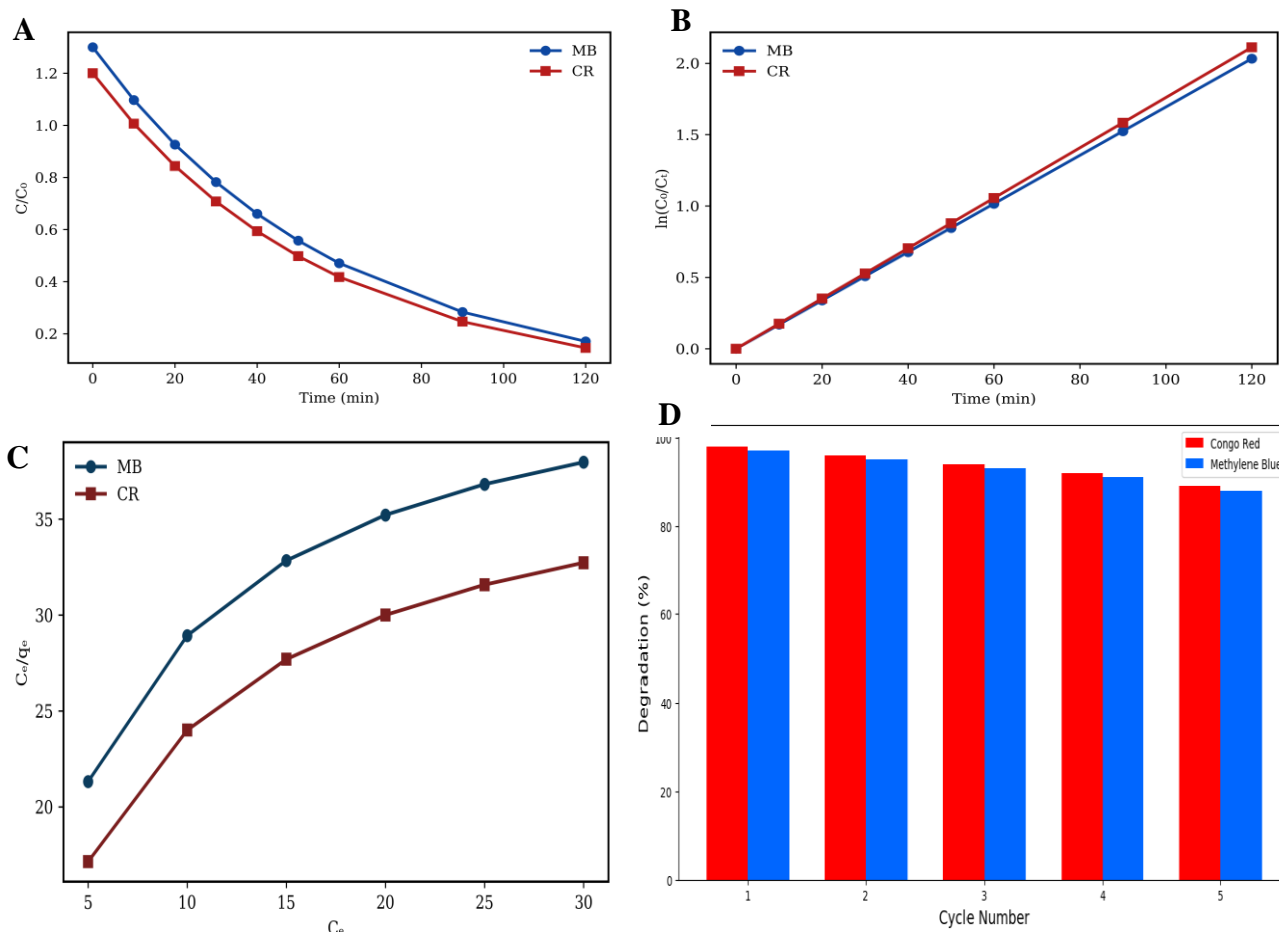 A
MB
CR
1.2
1.0
0.8
0.6
0.4
0.2
C/C₀
0 20 40 60 80 100 120
Time (min)
B
MB
CR
2.0
1.5
1.0
0.5
0.0
ln(C₀/Cₜ)
0 20 40 60 80 100 120
Time (min)
C
MB
CR
35
30
25
20
Cₑ/qₑ
5 10 15 20 25 30
Cₑ
D
Congo Red
Methylene Blue
100
80
60
40
20
0
Degradation (%)
1 2 3 4 5
Cycle Number